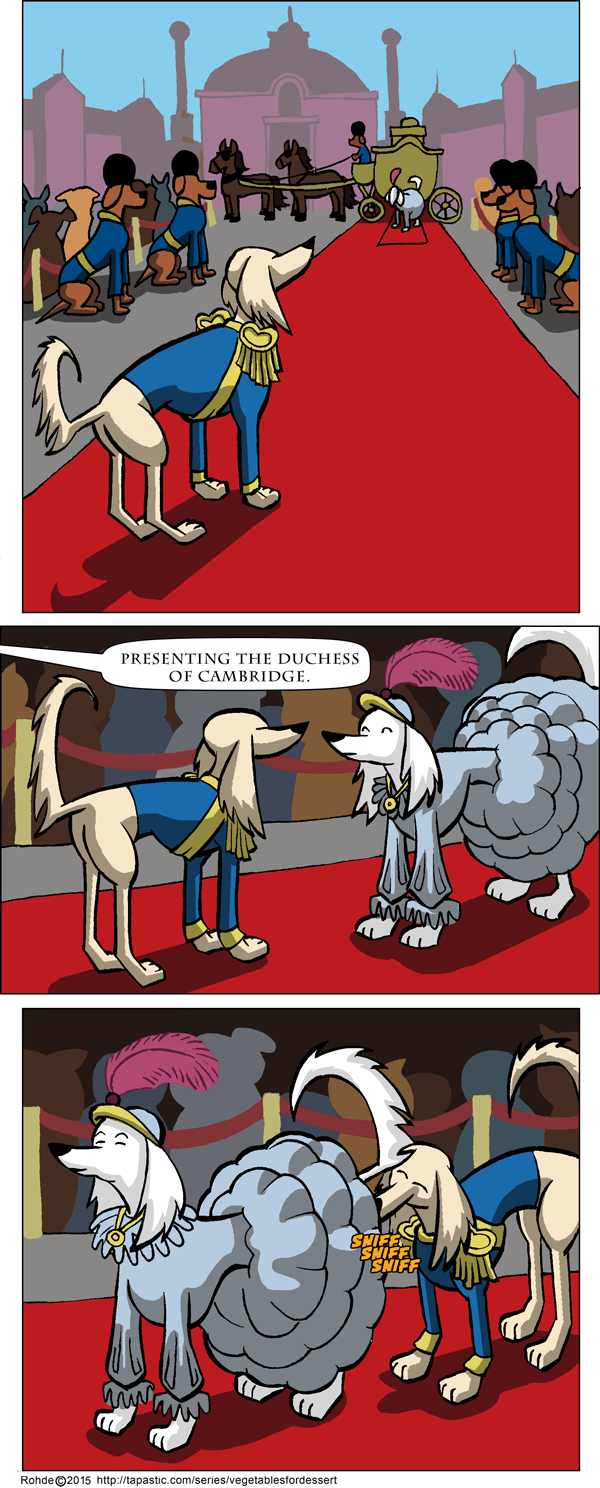 PRESENTING THE DUCHESS
OF CAMBRIDGE.
SNIFF
SNIFF
SNIFF
Rohde©2015 http://tapastic.com/series/vegetablesfordessert